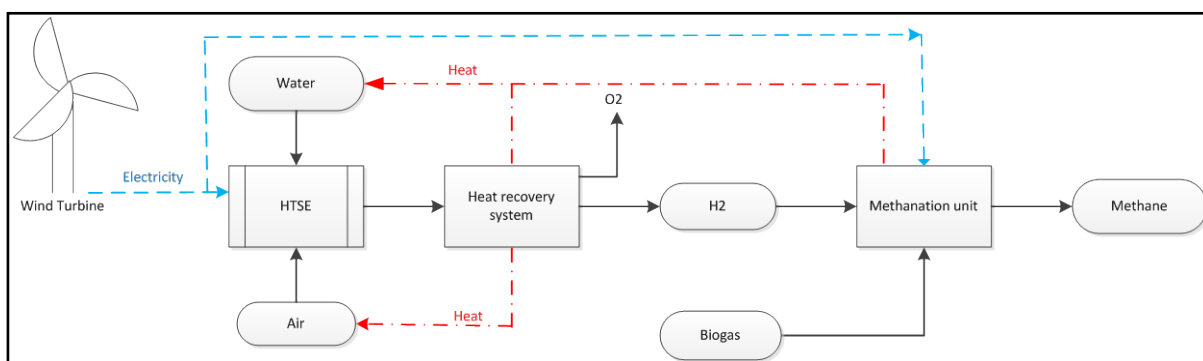 Heat
Water
O2
Electricity
Wind Turbine
HTSE
Heat recovery
system
H2
Methanation unit
Methane
Air
Heat
Biogas